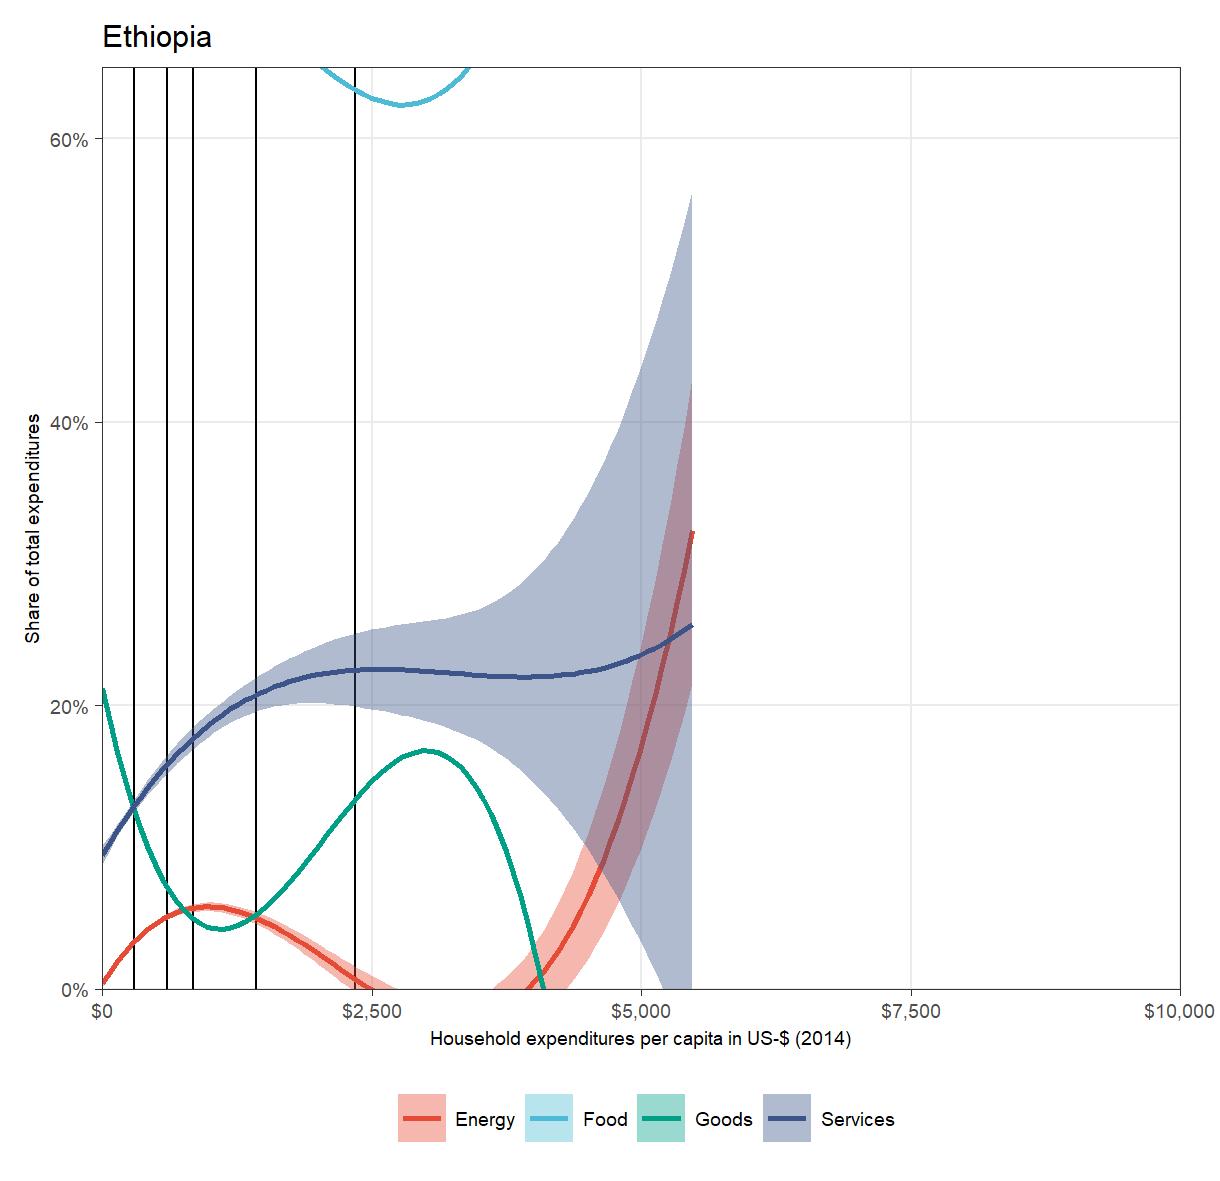 Ethiopia
60%
40%
20%
0%
Share of total expenditures
$0 $2,500 $5,000 $7,500 $10,000
Household expenditures per capita in US-$ (2014)
Energy Food Goods Services